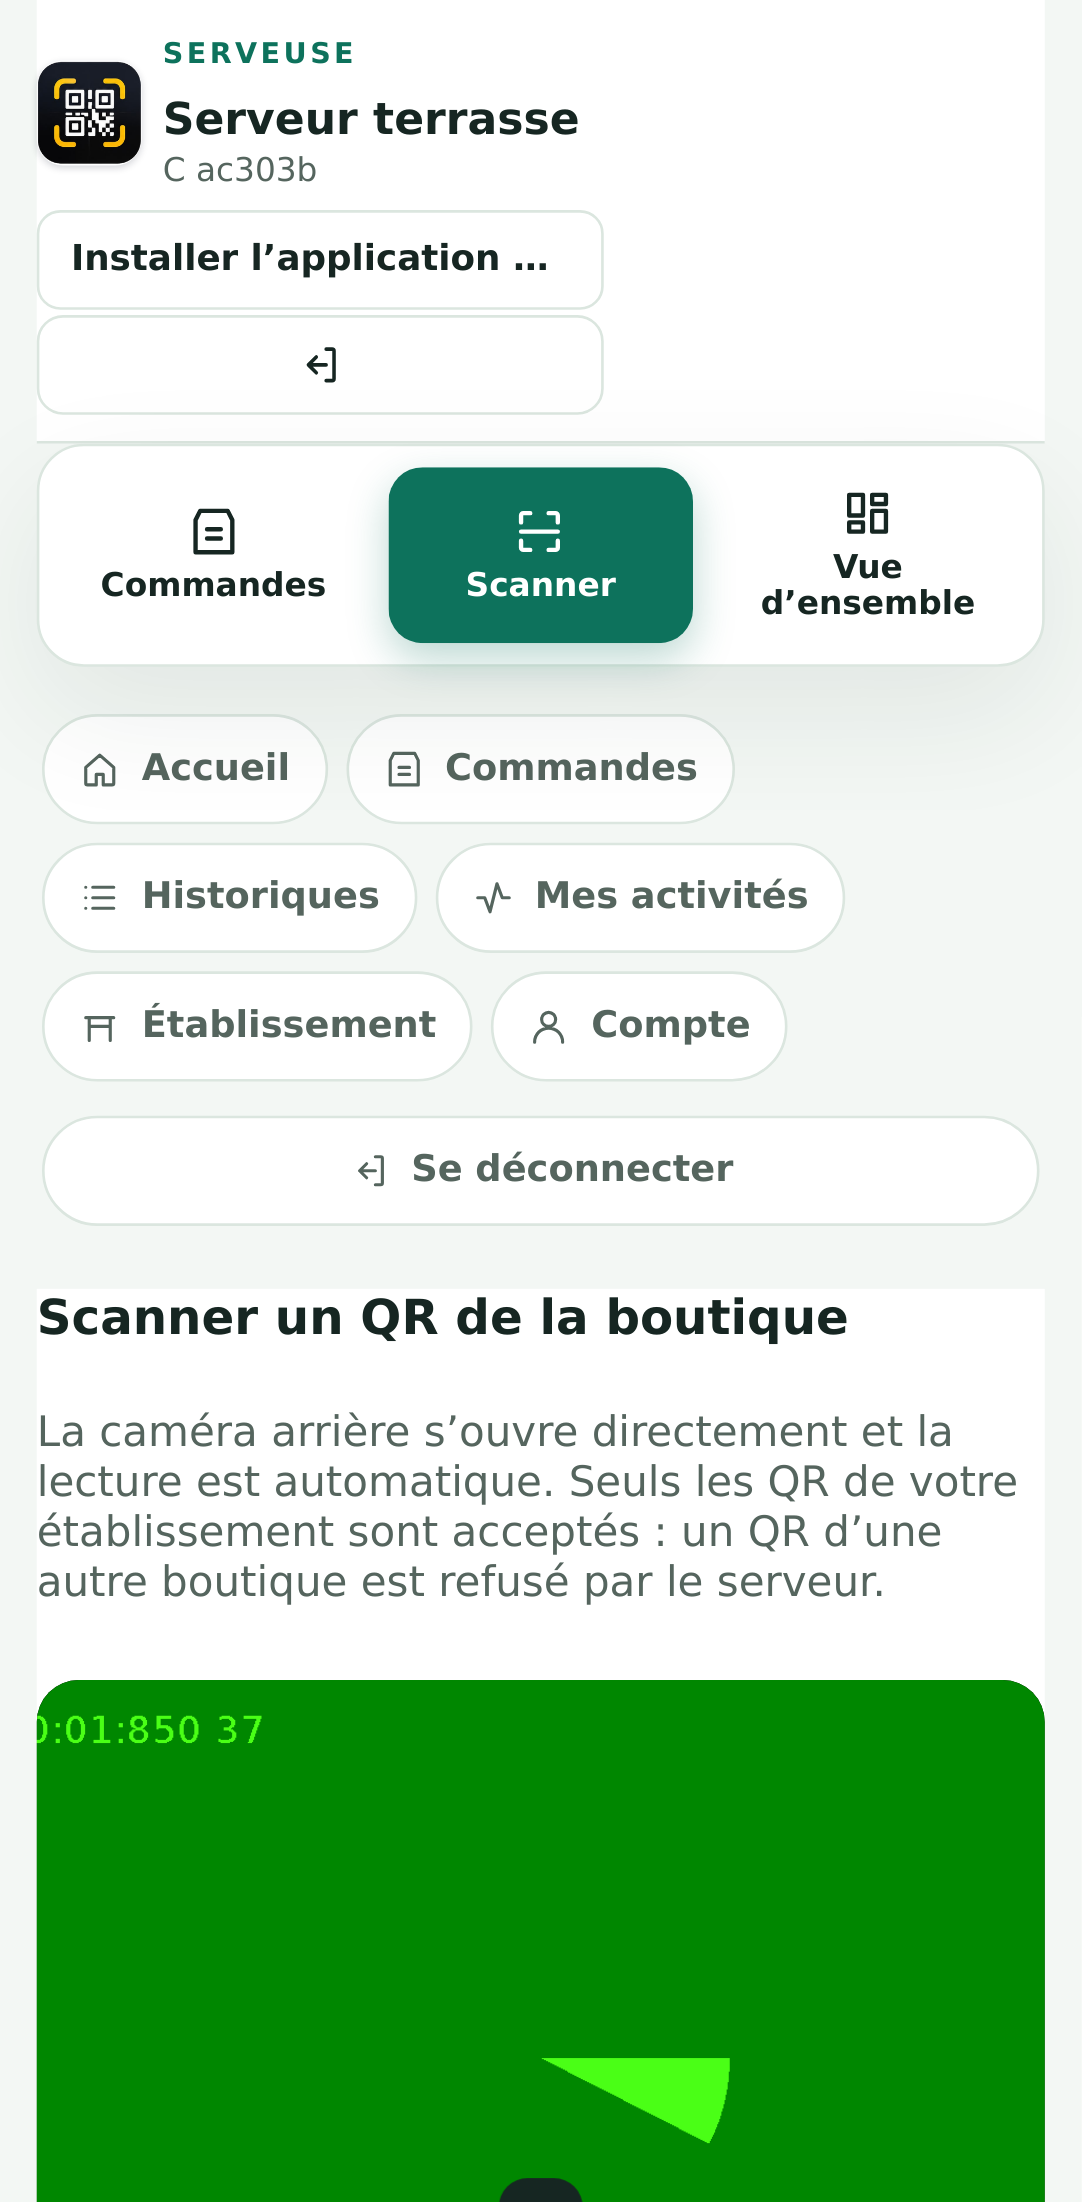 SERVEUSE
Serveur terrasse
C ac303b
Installer l’application …
Commandes
Scanner
Vue
d’ensemble
Accueil
Commandes
Historiques
Mes activités
Établissement
Compte
Se déconnecter
Scanner un QR de la boutique
La caméra arrière s’ouvre directement et la
lecture est automatique. Seuls les QR de votre
établissement sont acceptés : un QR d’une
autre boutique est refusé par le serveur.
0:01:850 37